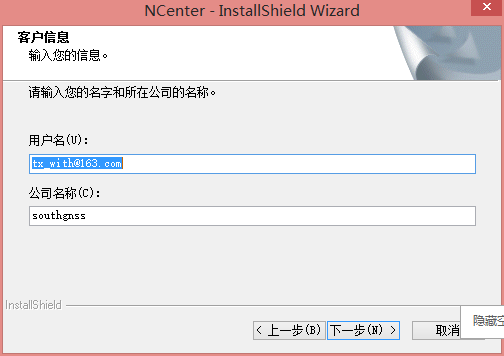 NCenter - InstallShield Wizard
客户信息
输入您的信息。
请输入您的名字和所在公司的名称。
用户名(U):
tx_with@163.com
公司名称(C):
southgnss
InstallShield
< 上一步(B) 下一步(N) > 取消
隐藏